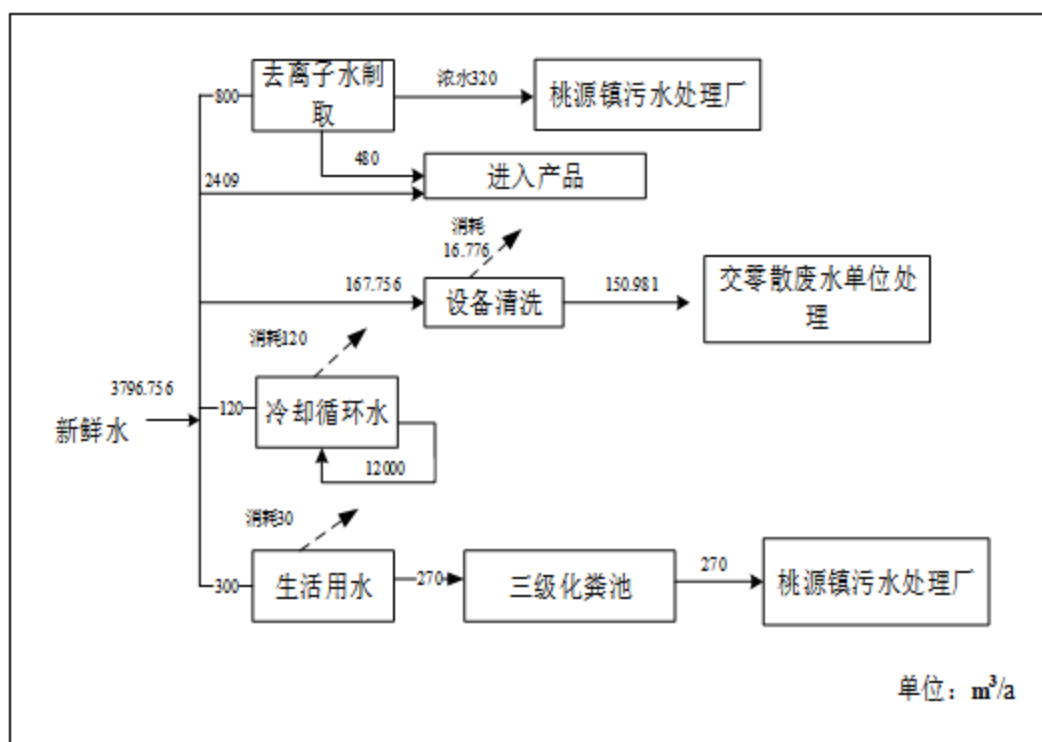 去离子水制
取
800
浓水320
桃源镇污水处理厂
480
进入产品
2409
消耗
16.776
167.756
设备清洗
150.981
交零散废水单位处
理
消耗120
3796.756
新鲜水
120
冷却循环水
12000
消耗30
300
生活用水
270
三级化粪池
270
桃源镇污水处理厂
单位：m³/a